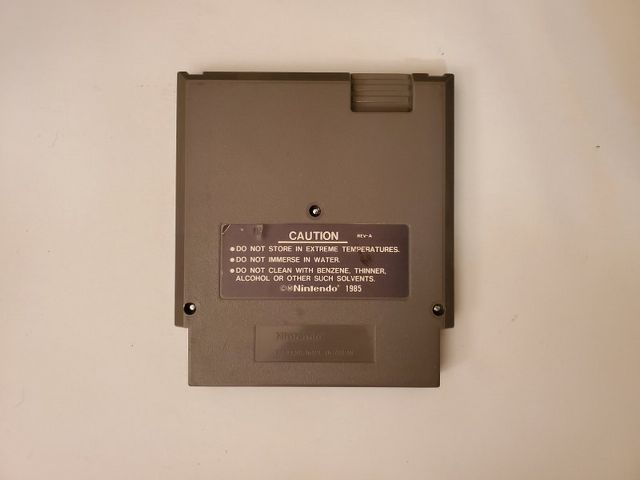 CAUTION REV-A
●DO NOT STORE IN EXTREME TEMPERATURES.
●DO NOT IMMERSE IN WATER.
●DO NOT CLEAN WITH BENZENE, THINNER,
ALCOHOL OR OTHER SUCH SOLVENTS.
©Ⓜ Nintendo® 1985
Nintendo